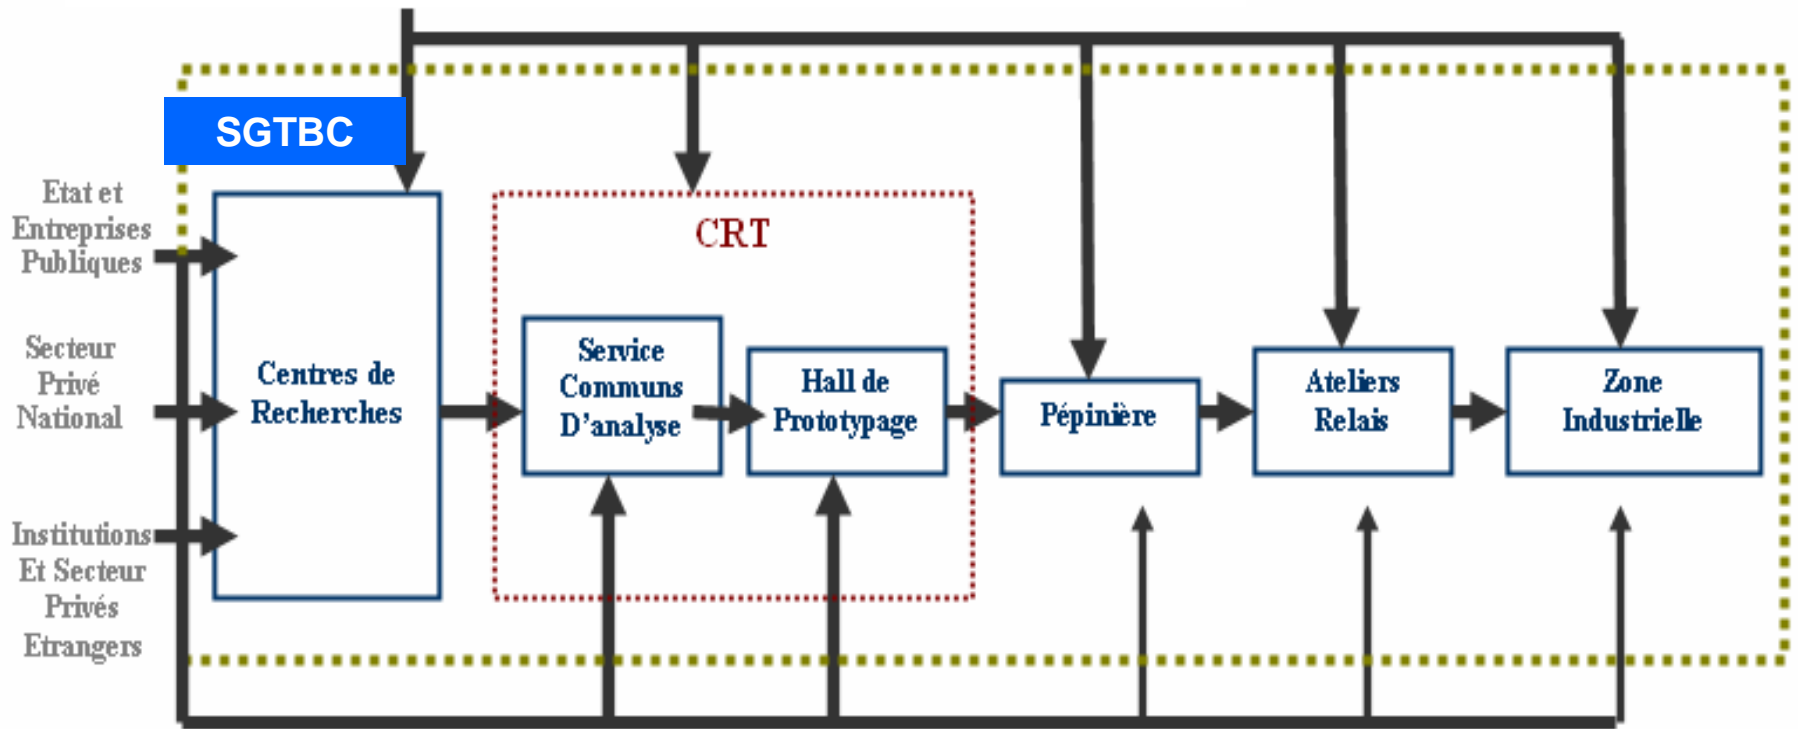 SGTBC
Etat et
Entreprises
Publiques
Secteur
Privé
National
Institutions
Et Secteur
Privés
Etrangers
Centres de
Recherches
CRT
Service
Communs
D'analyse
Hall de
Prototypage
Pépinière
Ateliers
Relais
Zone
Industrielle